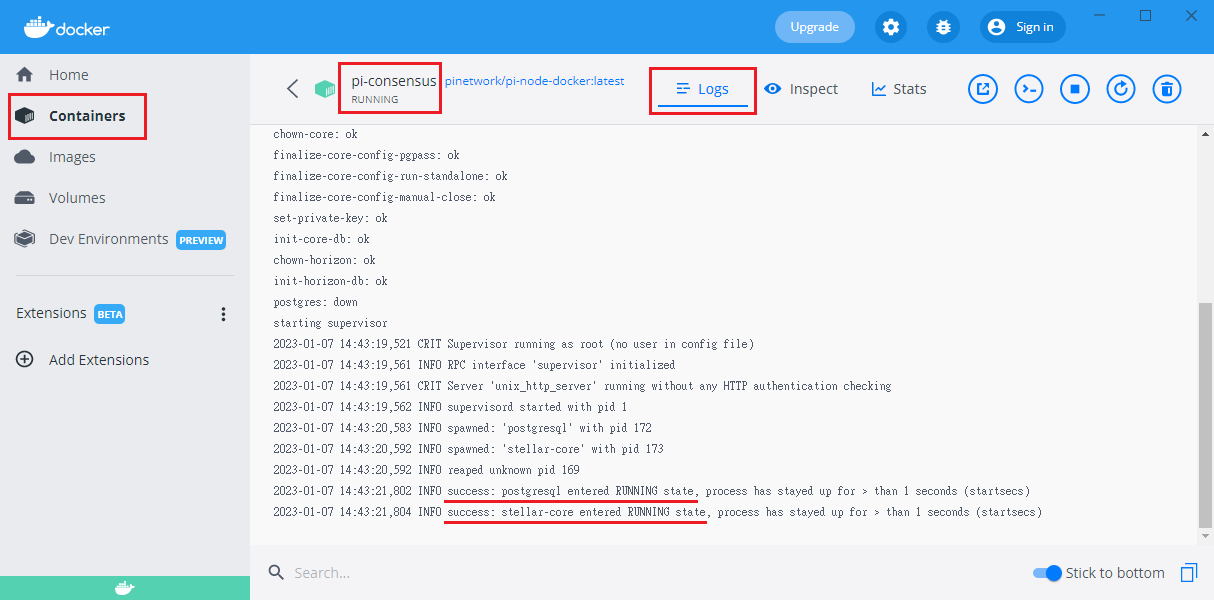 docker
Upgrade
Sign in
Home
Containers
Images
Volumes
Dev Environments PREVIEW
Extensions BETA
Add Extensions
pi-consensus pinetwork/pi-node-docker:latest
RUNNING
Logs
Inspect
Stats
chown-core: ok
finalize-core-config-pgpass: ok
finalize-core-config-run-standalone: ok
finalize-core-config-manual-close: ok
set-private-key: ok
init-core-db: ok
chown-horizon: ok
init-horizon-db: ok
postgres: down
starting supervisor
2023-01-07 14:43:19,521 CRIT Supervisor running as root (no user in config file)
2023-01-07 14:43:19,561 INFO RPC interface 'supervisor' initialized
2023-01-07 14:43:19,561 CRIT Server 'unix_http_server' running without any HTTP authentication checking
2023-01-07 14:43:19,562 INFO supervisord started with pid 1
2023-01-07 14:43:20,583 INFO spawned: 'postgresql' with pid 172
2023-01-07 14:43:20,592 INFO spawned: 'stellar-core' with pid 173
2023-01-07 14:43:20,592 INFO reaped unknown pid 169
2023-01-07 14:43:21,802 INFO success: postgresql entered RUNNING state, process has stayed up for > than 1 seconds (startsecs)
2023-01-07 14:43:21,804 INFO success: stellar-core entered RUNNING state, process has stayed up for > than 1 seconds (startsecs)
Search...
Stick to bottom